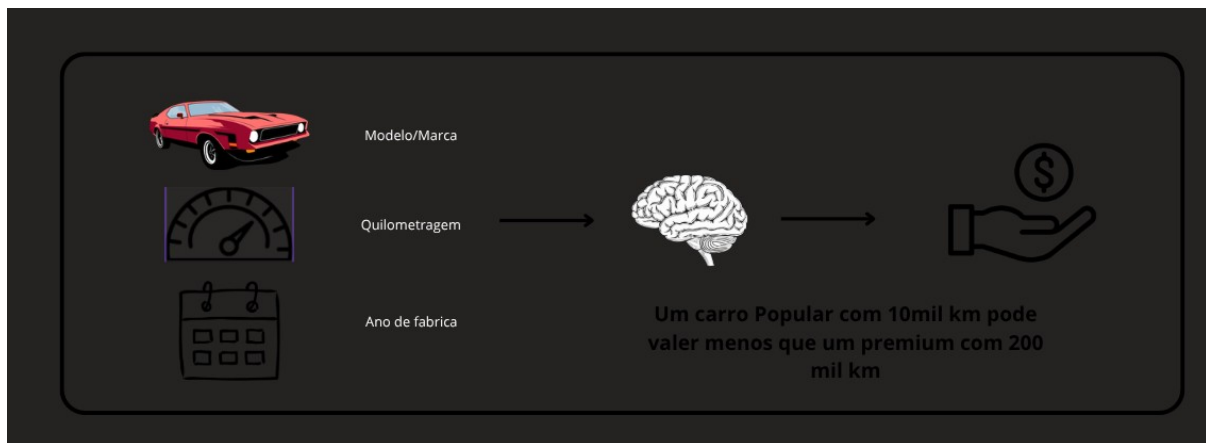 Modelo/Marca
Quilometragem
Ano de fabrica
Um carro Popular com 10mil km pode
valer menos que um premium com 200
mil km